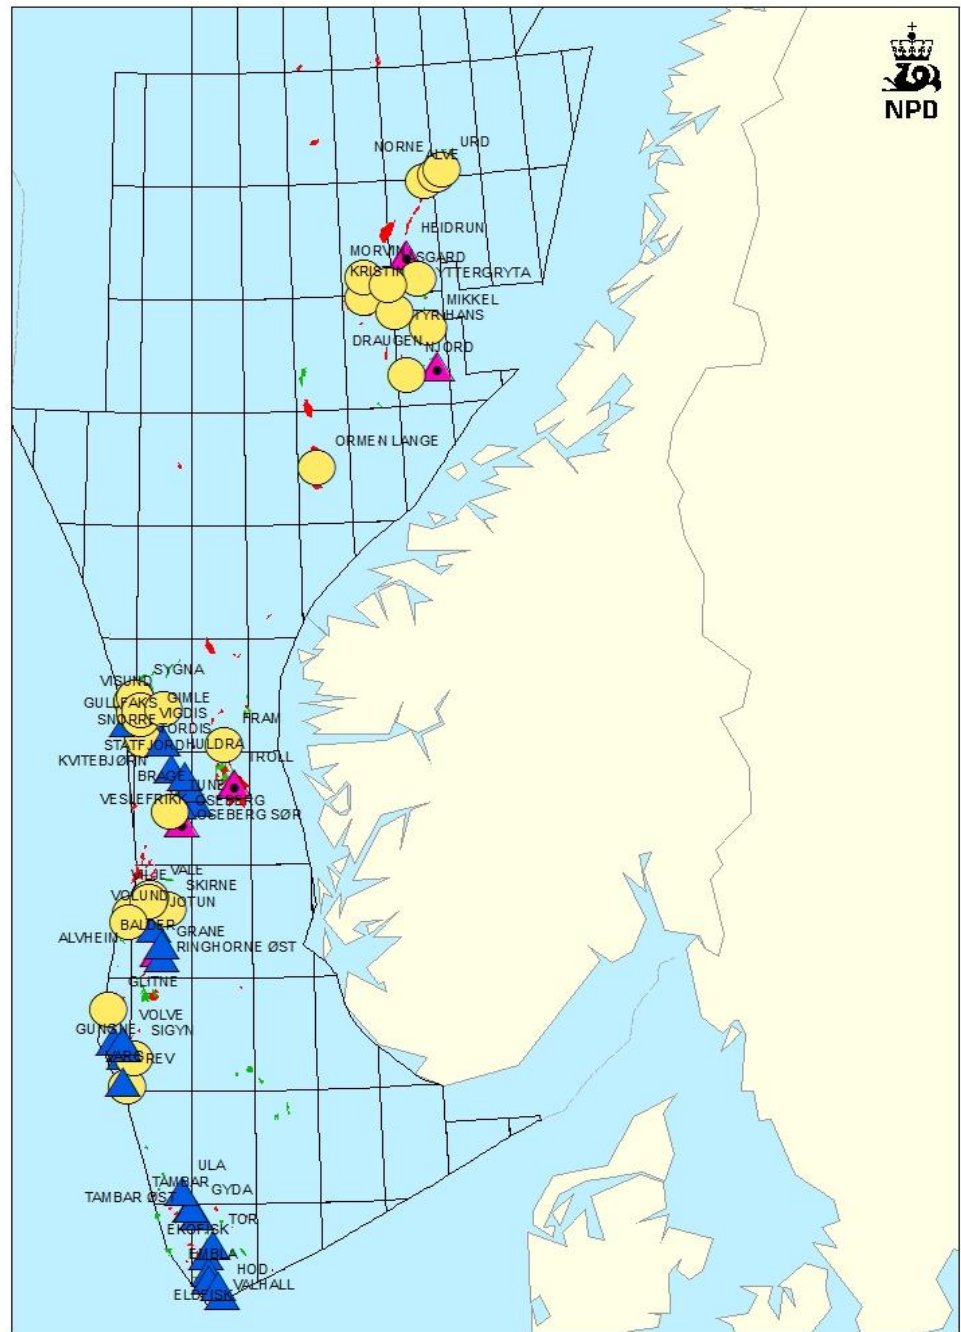 NPD
NORNE
URD
ALVE
HEIDRUN
MORVIN
ÅSGARD
KRISTIN
YTTERGRYTA
MIKKEL
TYRIHANS
DRAUGEN
NJORD
ORMEN LANGE
SYGNA
VISUND
GIMLE
GULLFAKS
VIGDIS
SNORRE
FRAM
TORDIS
STATFJORD
HULDRA
TROLL
KVITEBJØRN
BRAGE
TUNE
VESLEFRIKK
OSEBERG
OSEBERG SØR
VALE
VILJE
SKIRNE
VOLUND
JOTUN
BALDER
GRANE
ALVHEIM
RINGHORNE ØST
GLITNE
VOLVE
GUNGNE
SIGYN
VARG
REV
ULA
TAMBAR
GYDA
TAMBAR ØST
TOR
EKOFISK
EMBLA
HOD
VALHALL
ELDFISK